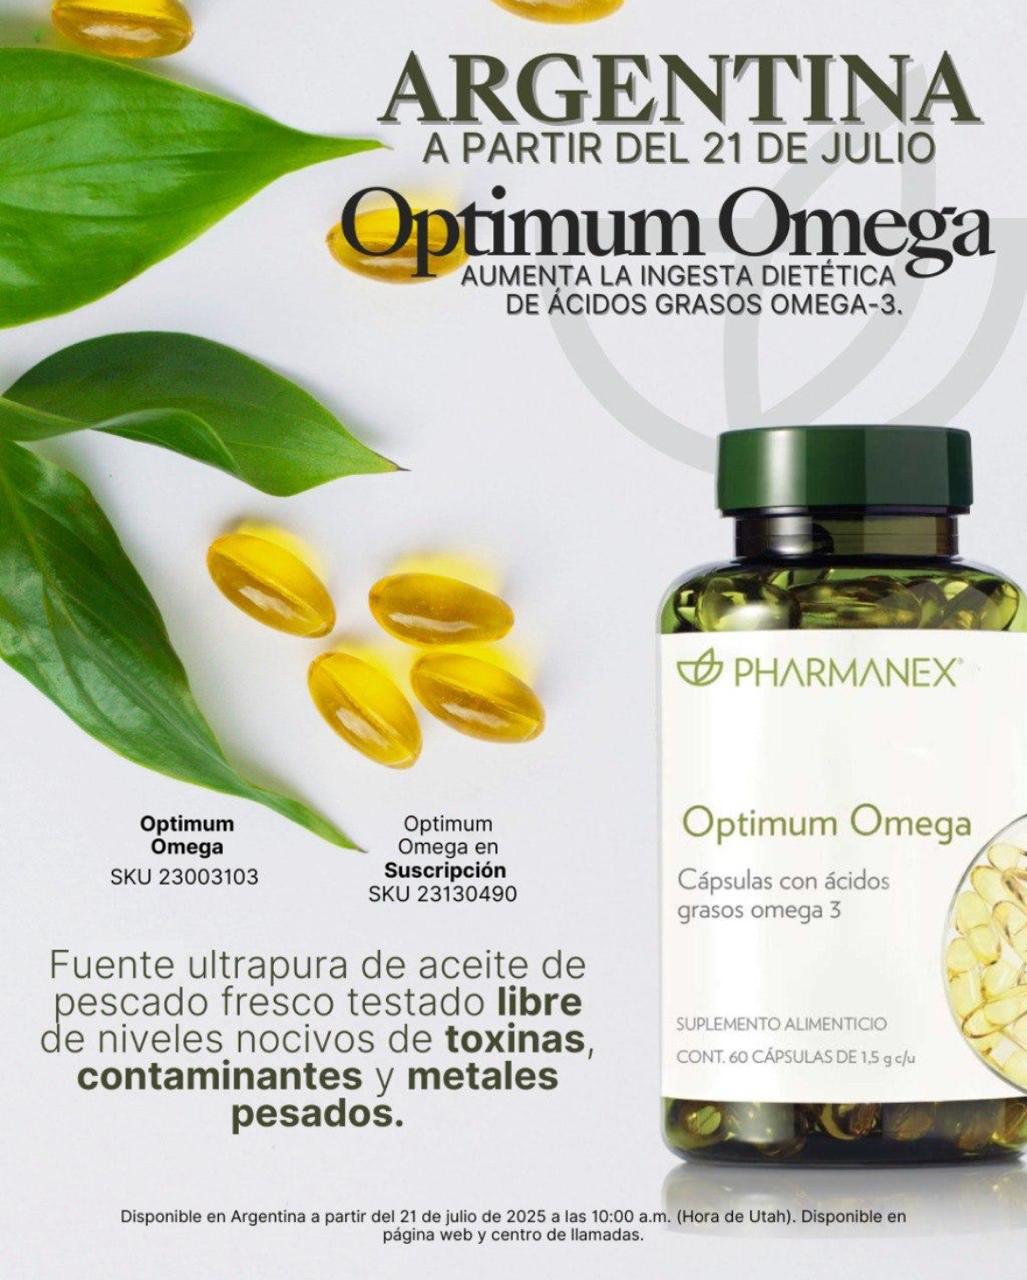 ARGENTINA
A PARTIR DEL 21 DE JULIO
Optimum Omega
AUMENTA LA INGESTA DIETÉTICA
DE ÁCIDOS GRASOS OMEGA-3.
PHARMANEX®
Optimum Omega
Cápsulas con ácidos
grasos omega 3
SUPLEMENTO ALIMENTICIO
CONT. 60 CÁPSULAS DE 1,5 g c/u
Optimum
Omega
SKU 23003103
Optimum
Omega en
Suscripción
SKU 23130490
Fuente ultrapura de aceite de
pescado fresco testado libre
de niveles nocivos de toxinas,
contaminantes y metales
pesados.
Disponible en Argentina a partir del 21 de julio de 2025 a las 10:00 a.m. (Hora de Utah). Disponible en
página web y centro de llamadas.